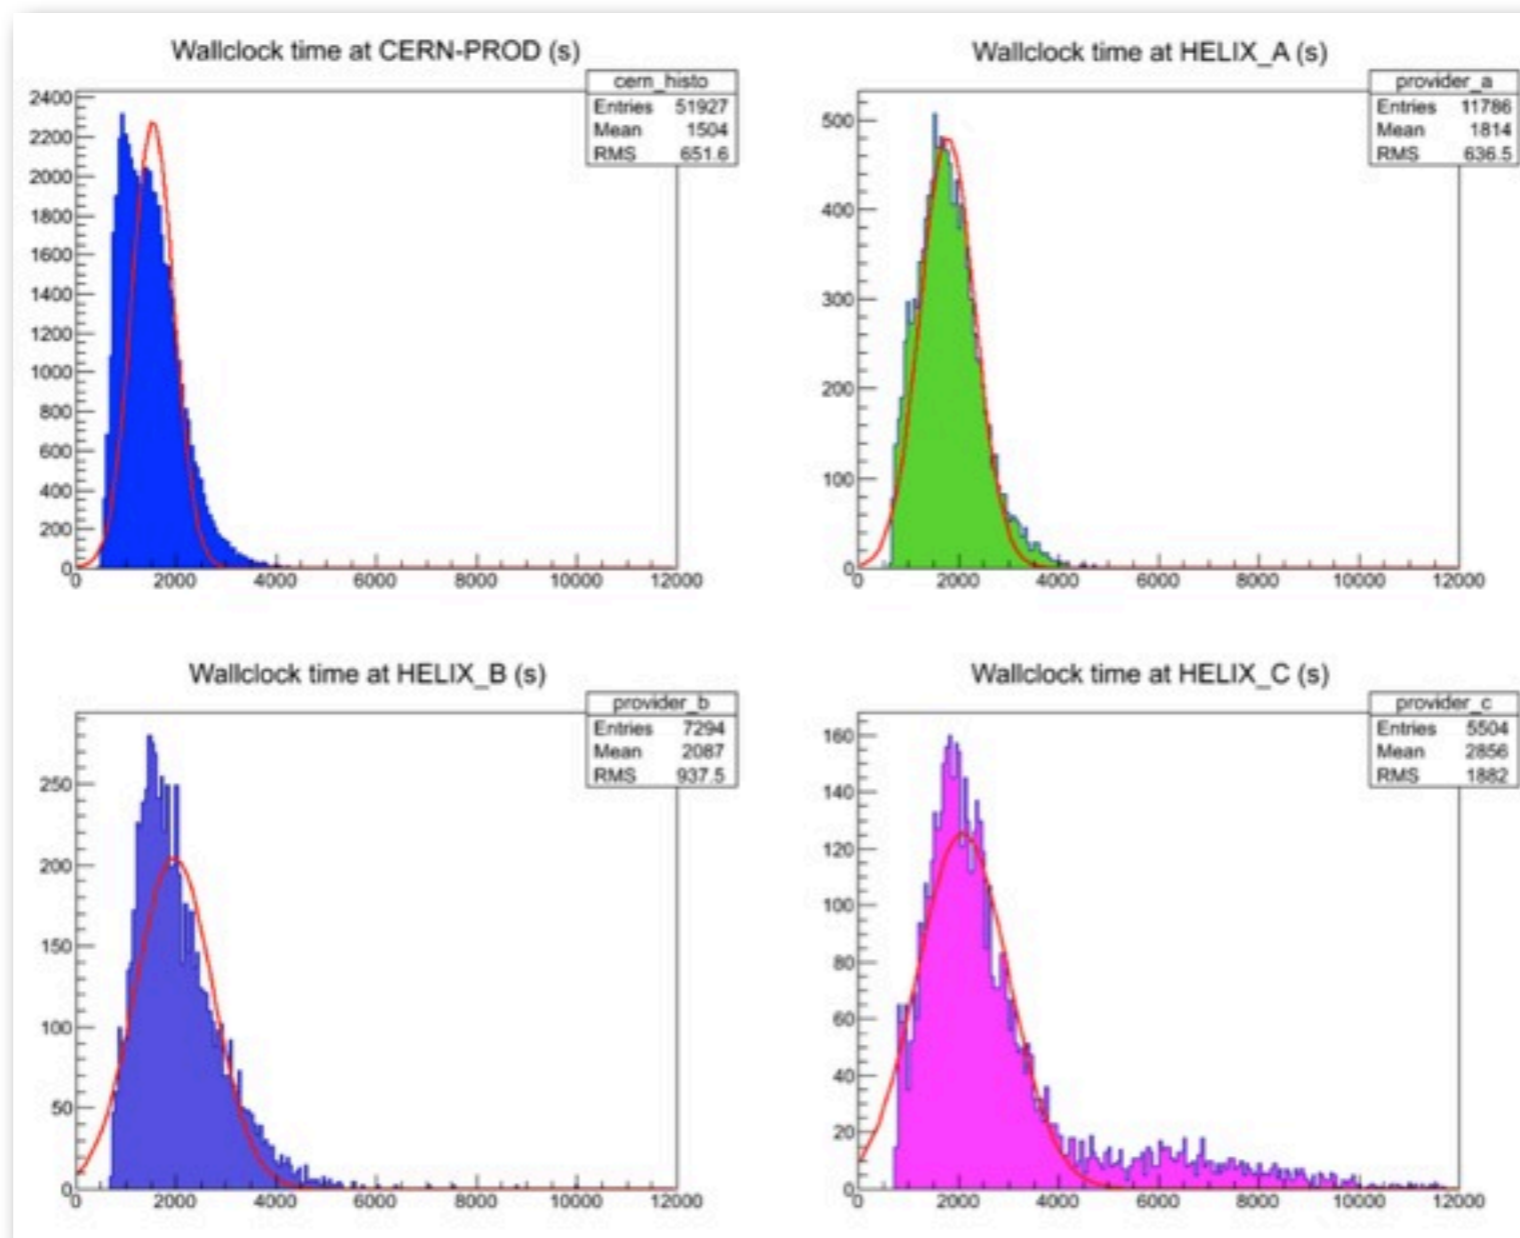 Wallclock time at CERN-PROD (s)
cern_histo
Entries 51927
Mean 1504
RMS 651.6
2400
2200
2000
1800
1600
1400
1200
1000
800
600
400
200
0
0 2000 4000 6000 8000 10000 12000
Wallclock time at HELIX_A (s)
provider_a
Entries 11786
Mean 1814
RMS 636.5
500
400
300
200
100
0
0 2000 4000 6000 8000 10000 12000
Wallclock time at HELIX_B (s)
provider_b
Entries 7294
Mean 2087
RMS 937.5
250
200
150
100
50
0
0 2000 4000 6000 8000 10000 12000
Wallclock time at HELIX_C (s)
provider_c
Entries 5504
Mean 2856
RMS 1882
160
140
120
100
80
60
40
20
0
0 2000 4000 6000 8000 10000 12000